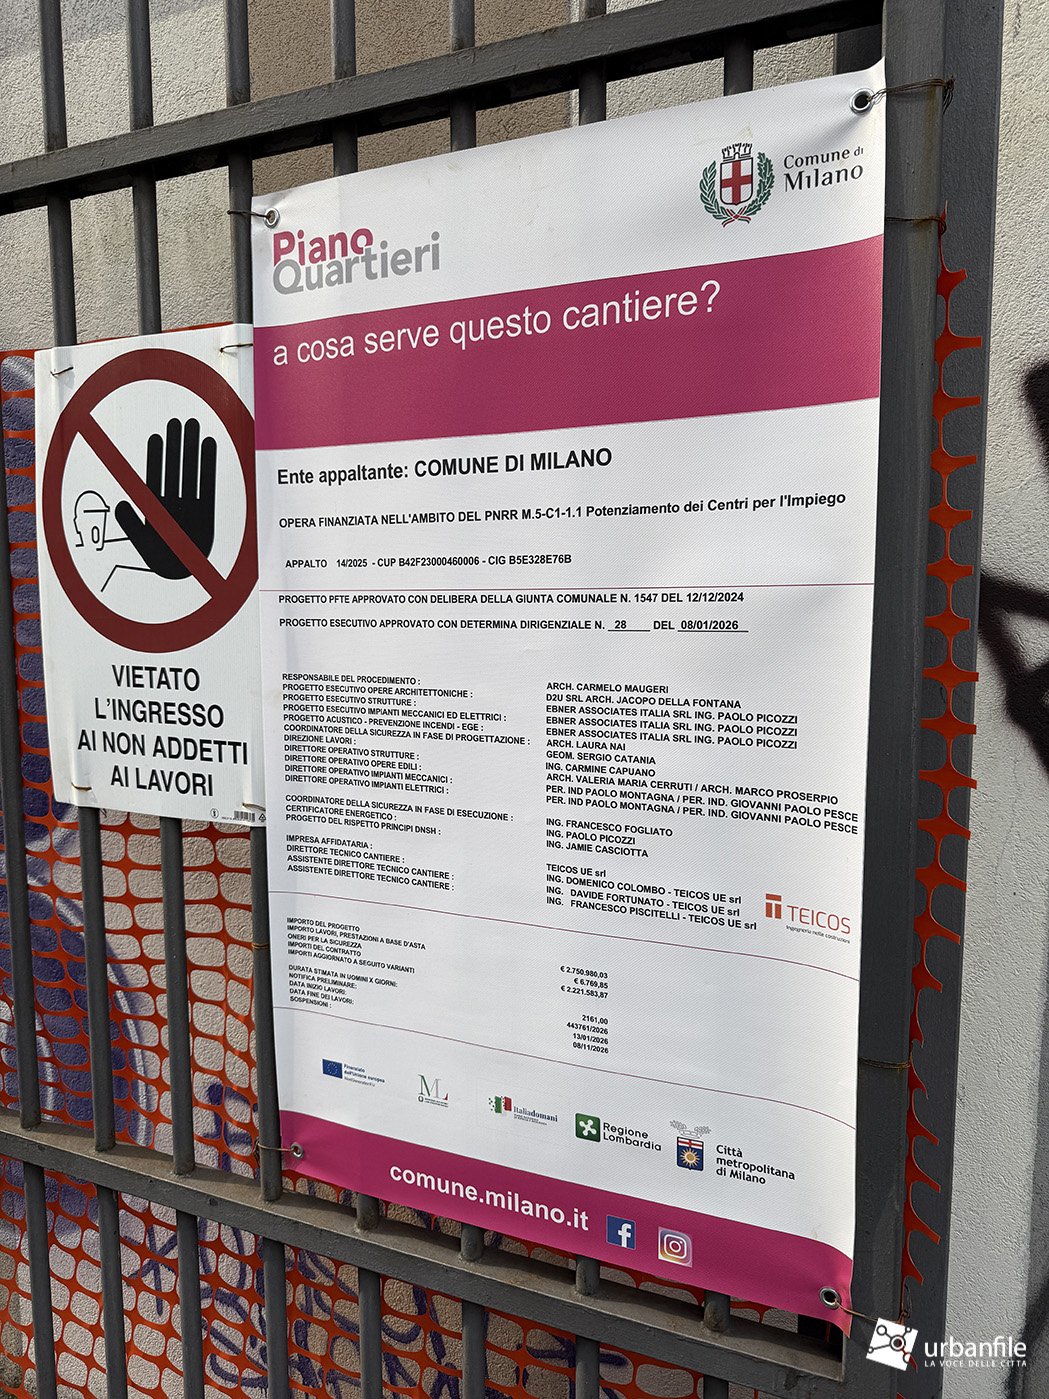 Comune di
Milano
Piano
Quartieri
a cosa serve questo cantiere?
Ente appaltante: COMUNE DI MILANO
OPERA FINANZIATA NELL'AMBITO DEL PNRR M.5-C1-1.1 Potenziamento dei Centri per l'Impiego
APPALTO 14/2025 - CUP B42F23000460006 - CIG B5E328E76B
PROGETTO PFTE APPROVATO CON DELIBERA DELLA GIUNTA COMUNALE N. 1547 DEL 12/12/2024
PROGETTO ESECUTIVO APPROVATO CON DETERMINA DIRIGENZIALE N. 28 DEL 08/01/2026
RESPONSABILE DEL PROCEDIMENTO :
PROGETTO ESECUTIVO OPERE ARCHITETTONICHE :
PROGETTO ESECUTIVO STRUTTURE :
PROGETTO ESECUTIVO IMPIANTI MECCANICI ED ELETTRICI :
PROGETTO ACUSTICO - PREVENZIONE INCENDI - EGE :
COORDINATORE DELLA SICUREZZA IN FASE DI PROGETTAZIONE :
DIREZIONE LAVORI :
DIRETTORE OPERATIVO STRUTTURE :
DIRETTORE OPERATIVO OPERE EDILI :
DIRETTORE OPERATIVO IMPIANTI MECCANICI :
DIRETTORE OPERATIVO IMPIANTI ELETTRICI :
COORDINATORE DELLA SICUREZZA IN FASE DI ESECUZIONE :
CERTIFICATORE ENERGETICO :
PROGETTO DEL RISPETTO PRINCIPI DNSH :
IMPRESA AFFIDATARIA :
DIRETTORE TECNICO CANTIERE :
ASSISTENTE DIRETTORE TECNICO CANTIERE :
ASSISTENTE DIRETTORE TECNICO CANTIERE :
ARCH. CARMELO MAUGERI
D2U SRL ARCH. JACOPO DELLA FONTANA
EBNER ASSOCIATES ITALIA SRL ING. PAOLO PICOZZI
EBNER ASSOCIATES ITALIA SRL ING. PAOLO PICOZZI
EBNER ASSOCIATES ITALIA SRL ING. PAOLO PICOZZI
ARCH. LAURA NAI
GEOM. SERGIO CATANIA
ING. CARMINE CAPUANO
ARCH. VALERIA MARIA CERRUTI / ARCH. MARCO PROSERPIO
PER. IND PAOLO MONTAGNA / PER. IND. GIOVANNI PAOLO PESCE
PER. IND PAOLO MONTAGNA / PER. IND. GIOVANNI PAOLO PESCE
ING. FRANCESCO FOGLIATO
ING. PAOLO PICOZZI
ING. JAMIE CASCIOTTA
TEICOS UE srl
ING. DOMENICO COLOMBO - TEICOS UE srl
ING. DAVIDE FORTUNATO - TEICOS UE srl
ING. FRANCESCO PISCITELLI - TEICOS UE srl
TEICOS
Ingegneria nelle costruzioni
IMPORTO DEL PROGETTO
IMPORTO LAVORI, PRESTAZIONI A BASE D'ASTA
ONERI PER LA SICUREZZA
IMPORTI DEL CONTRATTO
IMPORTI AGGIORNATO A SEGUITO VARIANTI
DURATA STIMATA IN UOMINI X GIORNI:
NOTIFICA PRELIMINARE:
DATA INIZIO LAVORI:
DATA FINE DEI LAVORI:
SOSPENSIONI :
€ 2.750.980,03
€ 6.769,85
€ 2.221.583,87
2161,00
443761/2026
13/01/2026
08/11/2026
Finanziato
dall'Unione europea
NextGenerationEU
ML
Italiadomani
Regione
Lombardia
Città
metropolitana
di Milano
comune.milano.it
VIETATO
L'INGRESSO
AI NON ADDETTI
AI LAVORI
urbanfile
LA VOCE DELLE CITTÀ